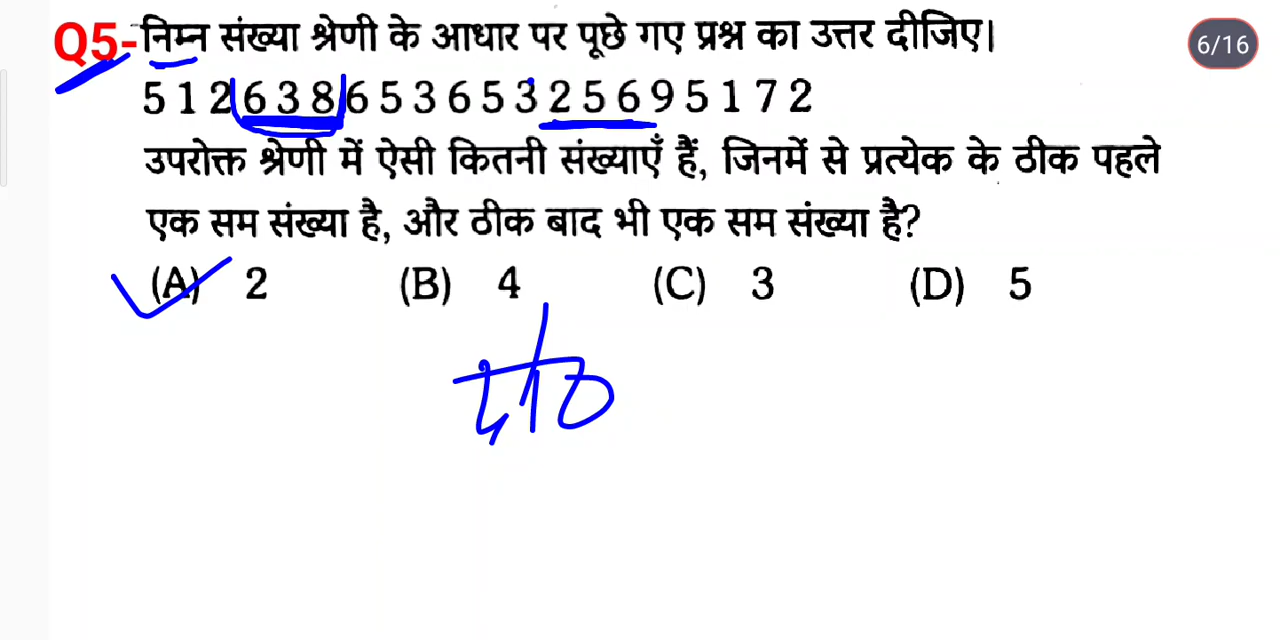 Q5-निम्न संख्या श्रेणी के आधार पर पूछे गए प्रश्न का उत्तर दीजिए।
6/16
5 1 2 6 3 8 6 5 3 6 5 3 2 5 6 9 5 1 7 2
उपरोक्त श्रेणी में ऐसी कितनी संख्याएँ हैं, जिनमें से प्रत्येक के ठीक पहले
एक सम संख्या है, और ठीक बाद भी एक सम संख्या है?
(A) 2 (B) 4 (C) 3 (D) 5